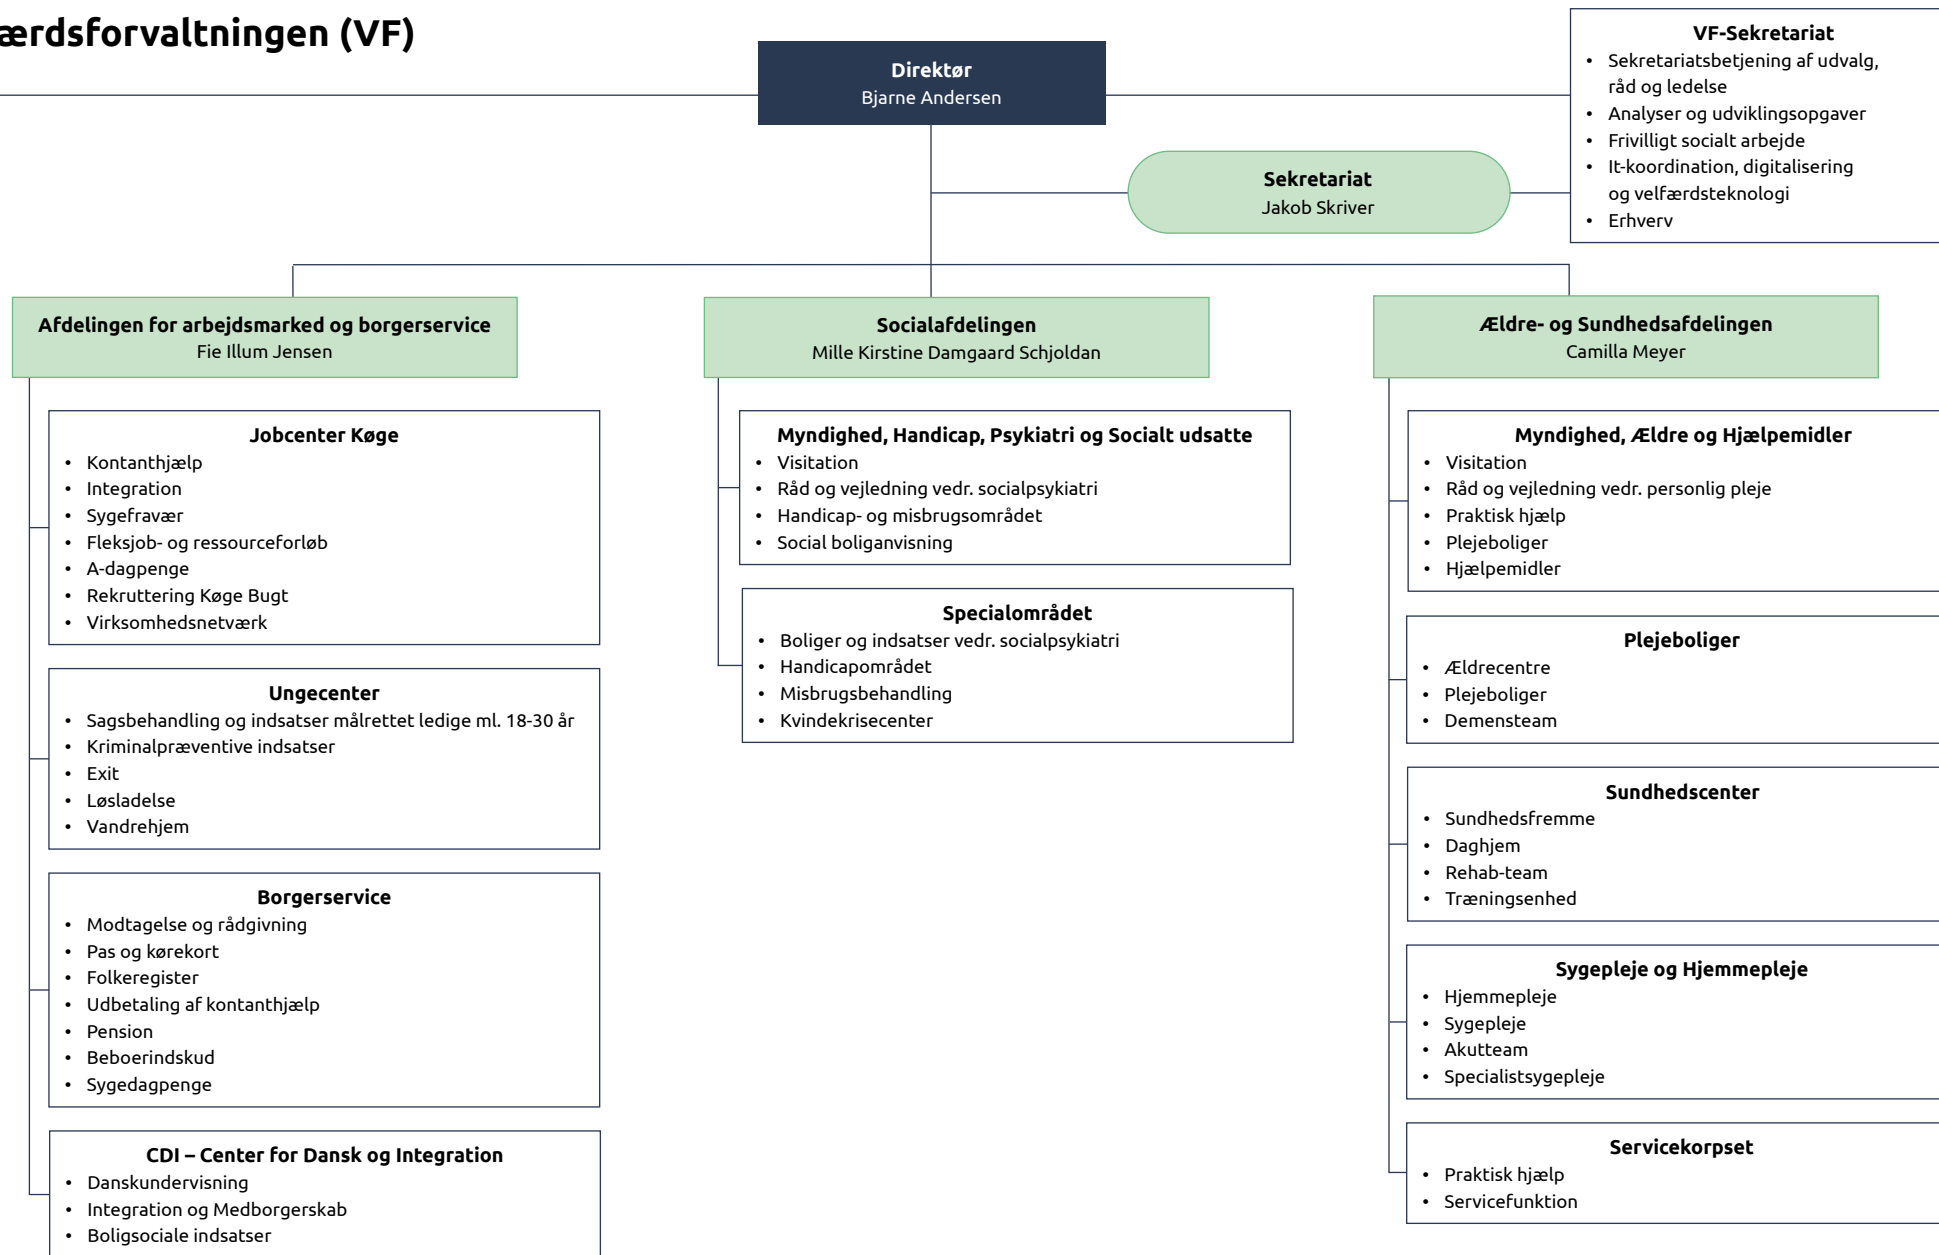 ærdsforvaltningen (VF)
Direktør
Bjarne Andersen
VF-Sekretariat
• Sekretariatsbetjening af udvalg,
råd og ledelse
• Analyser og udviklingsopgaver
• Frivilligt socialt arbejde
• It-koordination, digitalisering
og velfærdsteknologi
• Erhverv
Sekretariat
Jakob Skriver
Afdelingen for arbejdsmarked og borgerservice
Fie Illum Jensen
Jobcenter Køge
• Kontanthjælp
• Integration
• Sygefravær
• Fleksjob- og ressourceforløb
• A-dagpenge
• Rekruttering Køge Bugt
• Virksomhedsnetværk
Ungecenter
• Sagsbehandling og indsatser målrettet ledige ml. 18-30 år
• Kriminalpræventive indsatser
• Exit
• Løsladelse
• Vandrehjem
Borgerservice
• Modtagelse og rådgivning
• Pas og kørekort
• Folkeregister
• Udbetaling af kontanthjælp
• Pension
• Beboerindskud
• Sygedagpenge
CDI – Center for Dansk og Integration
• Danskundervisning
• Integration og Medborgerskab
• Boligsociale indsatser
Socialafdelingen
Mille Kirstine Damgaard Schjoldan
Myndighed, Handicap, Psykiatri og Socialt udsatte
• Visitation
• Råd og vejledning vedr. socialpsykiatri
• Handicap- og misbrugsområdet
• Social boliganvisning
Specialområdet
• Boliger og indsatser vedr. socialpsykiatri
• Handicapområdet
• Misbrugsbehandling
• Kvindekrisecenter
Ældre- og Sundhedsafdelingen
Camilla Meyer
Myndighed, Ældre og Hjælpemidler
• Visitation
• Råd og vejledning vedr. personlig pleje
• Praktisk hjælp
• Plejeboliger
• Hjælpemidler
Plejeboliger
• Ældrecentre
• Plejeboliger
• Demensteam
Sundhedscenter
• Sundhedsfremme
• Daghjem
• Rehab-team
• Træningsenhed
Sygepleje og Hjemmepleje
• Hjemmepleje
• Sygepleje
• Akutteam
• Specialistsygepleje
Servicekorpset
• Praktisk hjælp
• Servicefunktion